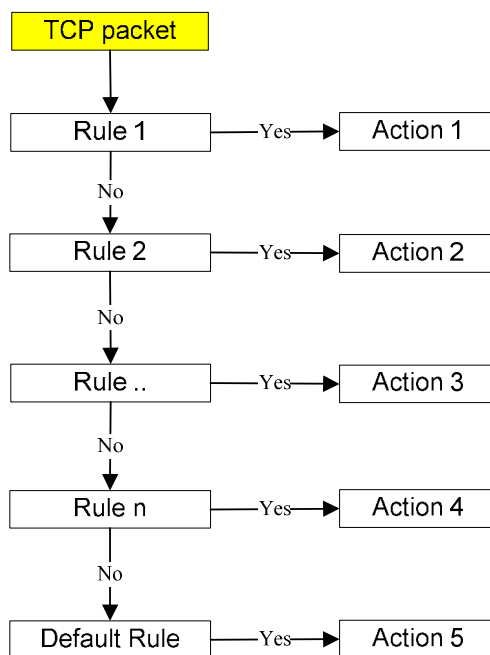 TCP packet
Rule 1
Yes
Action 1
No
Rule 2
Yes
Action 2
No
Rule ..
Yes
Action 3
No
Rule n
Yes
Action 4
No
Default Rule
Yes
Action 5